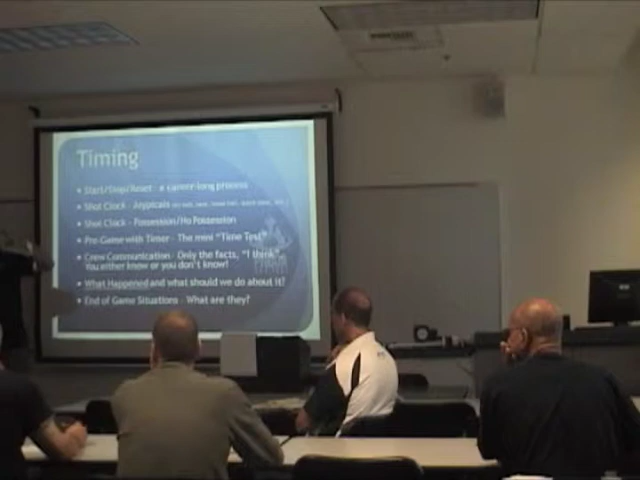 Timing
Start/Stop/Reset - a career-long process
Shot Clock - Atypicals
Shot Clock - Possession/No Possession
Pre-Game with Timer - The mini "Time Test"
Crew Communication - Only the facts, "I think"..
You either know or you don't know!
What Happened and what should we do about it?
End of Game Situations - What are they?